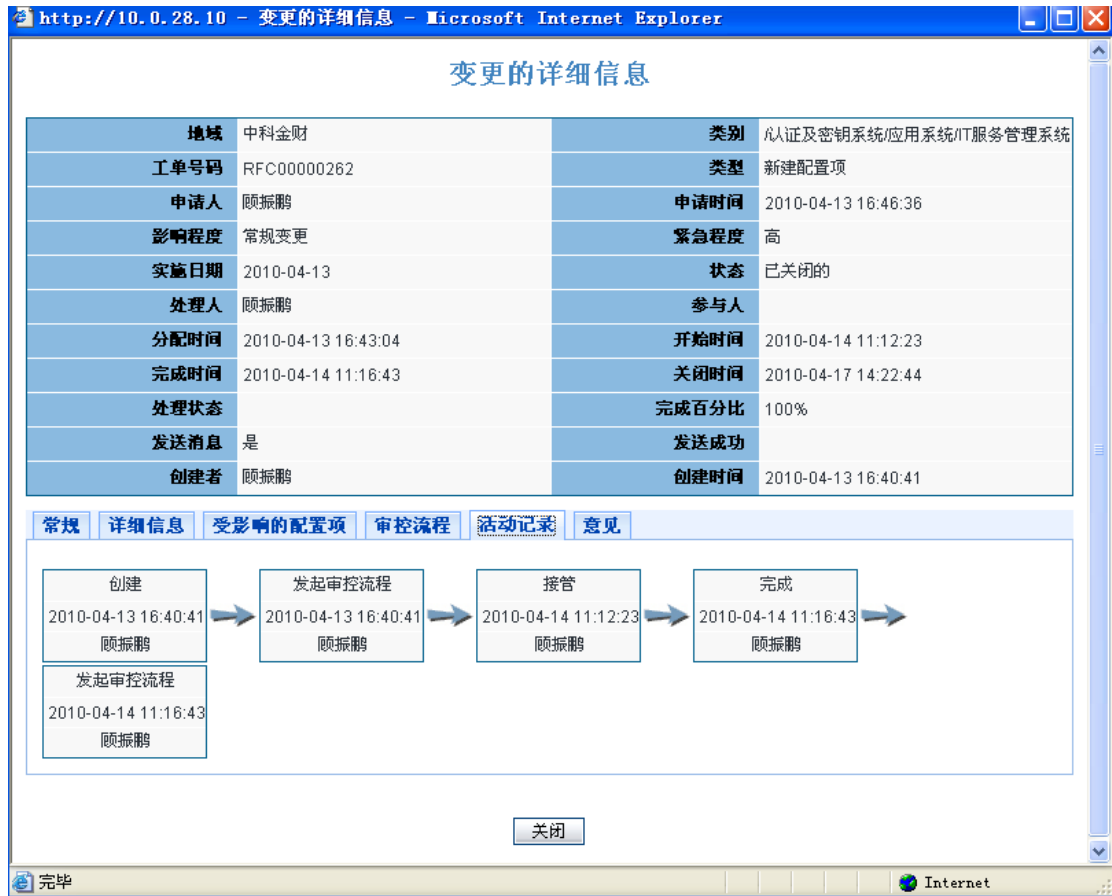 http://10.0.28.10 - 变更的详细信息 - Microsoft Internet Explorer
变更的详细信息
地域 中科金财 类别 /认证及密钥系统/应用系统/IT服务管理系统
工单号码 RFC00000262 类型 新建配置项
申请人 顾振鹏 申请时间 2010-04-13 16:46:36
影响程度 常规变更 紧急程度 高
实施日期 2010-04-13 状态 已关闭的
处理人 顾振鹏 参与人
分配时间 2010-04-13 16:43:04 开始时间 2010-04-14 11:12:23
完成时间 2010-04-14 11:16:43 关闭时间 2010-04-17 14:22:44
处理状态 完成百分比 100%
发送消息 是 发送成功
创建者 顾振鹏 创建时间 2010-04-13 16:40:41
常规 详细信息 受影响的配置项 审控流程 活动记录 意见
创建 发起审控流程 接管 完成
2010-04-13 16:40:41 2010-04-13 16:40:41 2010-04-14 11:12:23 2010-04-14 11:16:43
顾振鹏 顾振鹏 顾振鹏 顾振鹏
发起审控流程
2010-04-14 11:16:43
顾振鹏
关闭
完毕 Internet